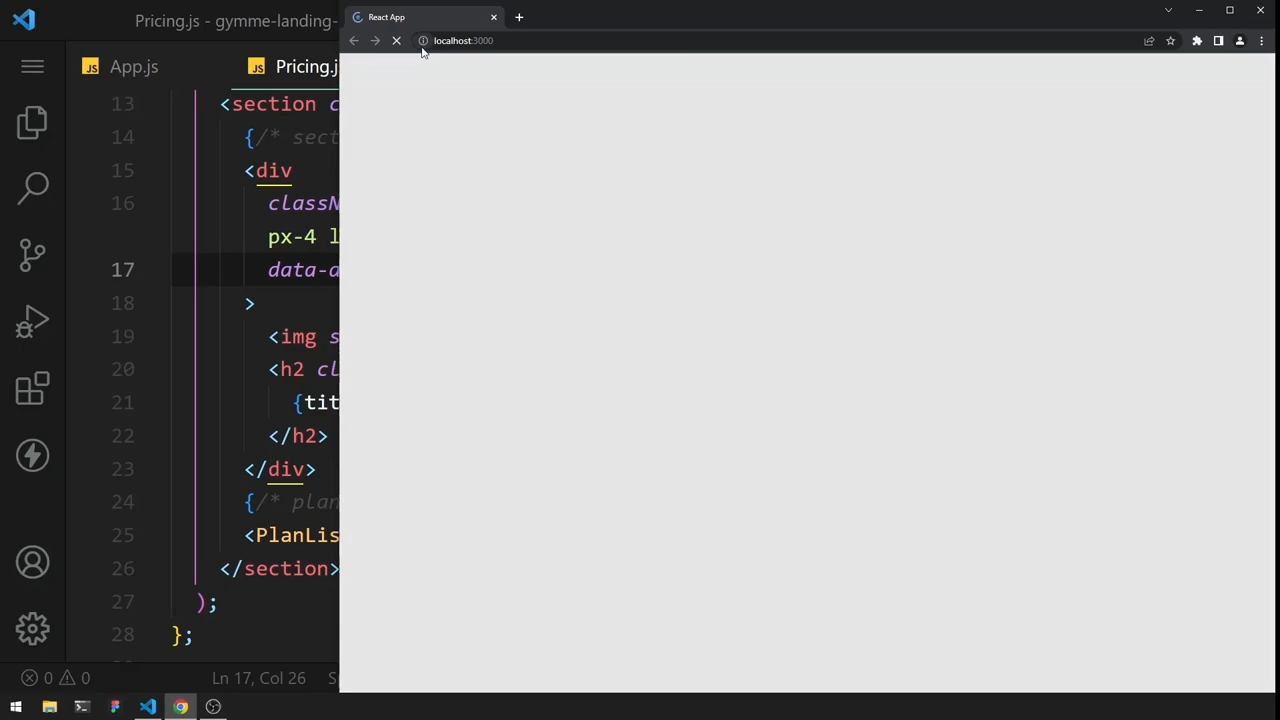 Pricing.js - gymme-landing-
React App
localhost:3000
App.js
Pricing.j
13 <section c
14 {/* sect
15 <div
16 classN
px-4 l
17 data-a
18 >
19 <img s
20 <h2 cl
21 {tit
22 </h2>
23 </div>
24 {/* plan
25 <PlanLis
26 </section>
27 );
28 };
0 0 Ln 17, Col 26 Sp